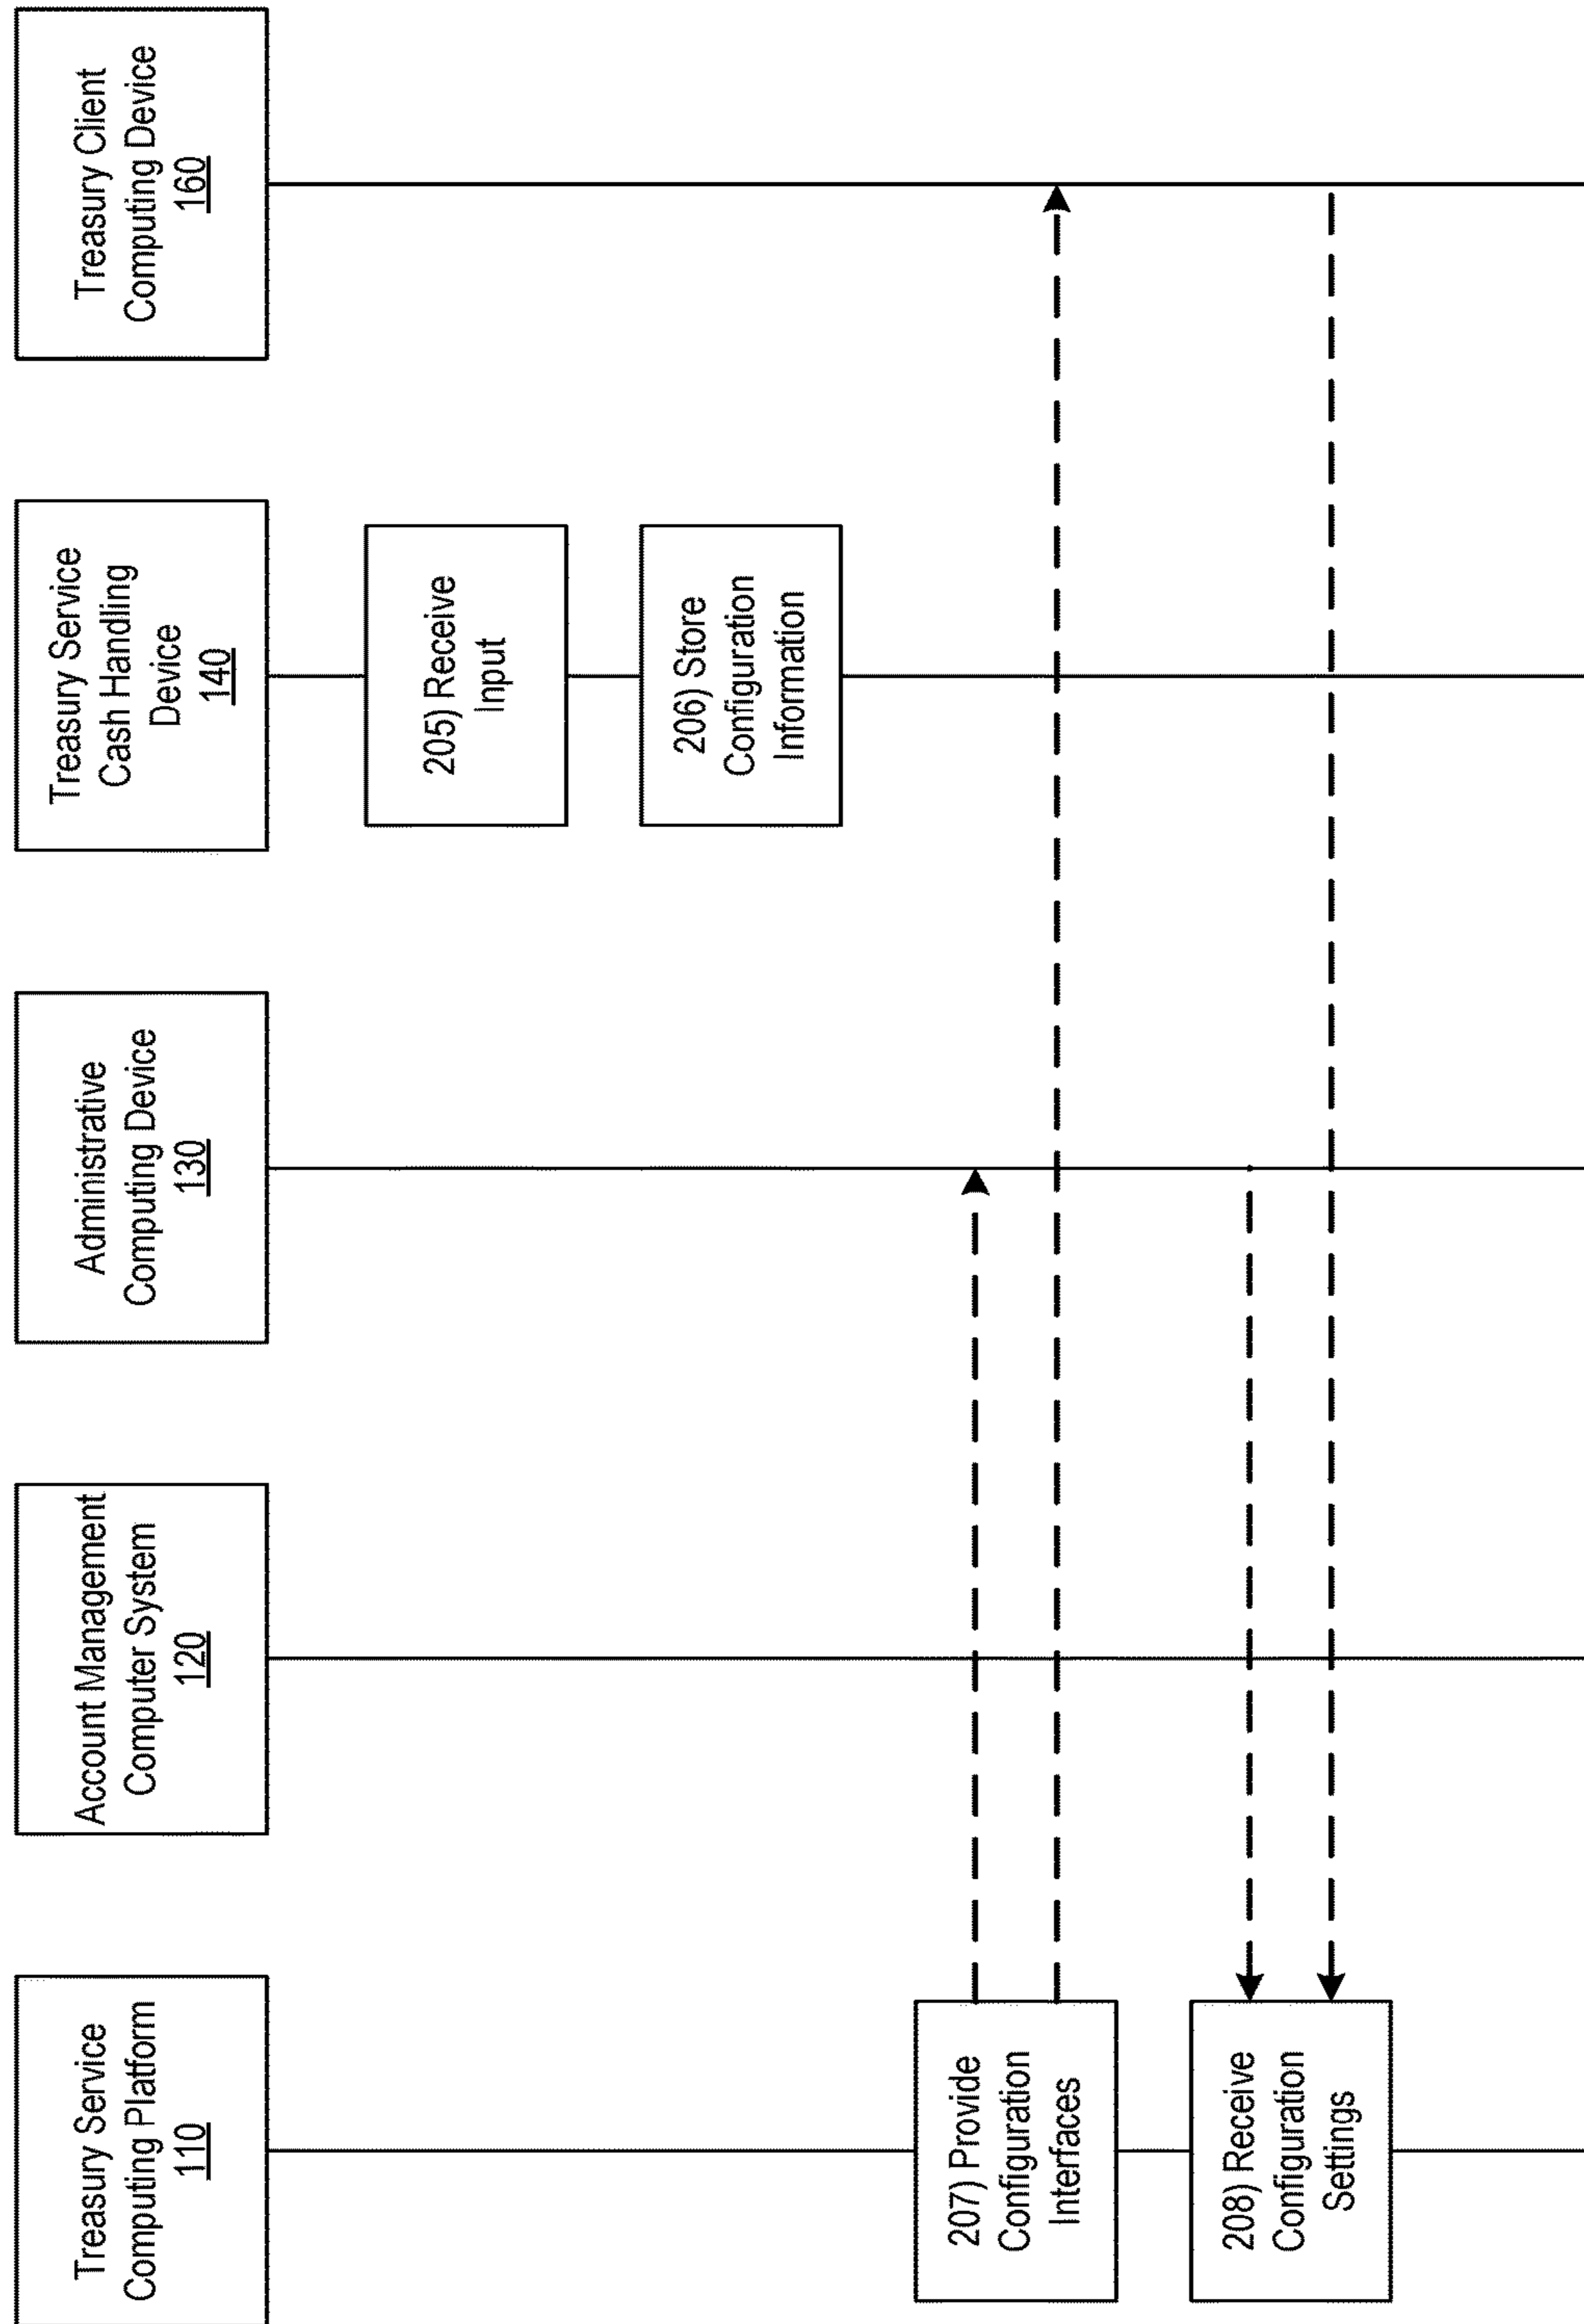 Treasury Service
Computing Platform
110
Account Management
Computer System
120
Administrative
Computing Device
130
Treasury Service
Cash Handling
Device
140
Treasury Client
Computing Device
160
205) Receive
Input
206) Store
Configuration
Information
207) Provide
Configuration
Interfaces
208) Receive
Configuration
Settings